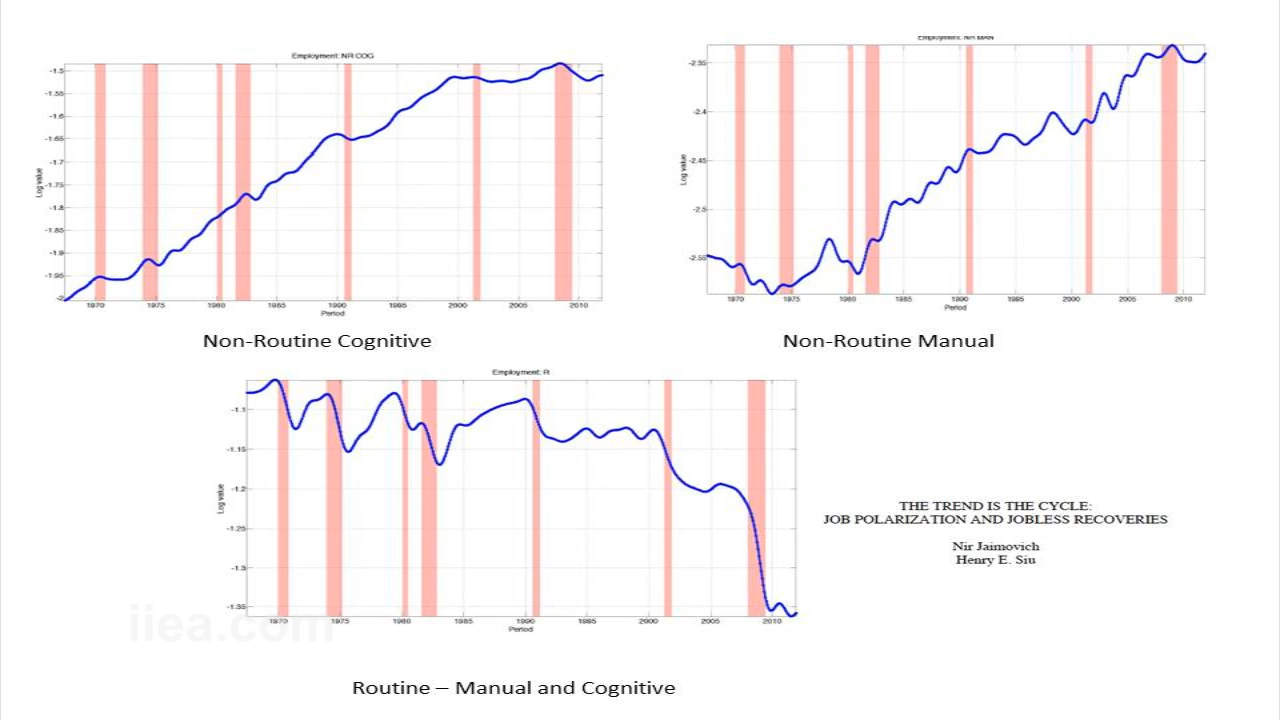 Employment: NR COG
-1.5
-1.55
-1.6
-1.65
-1.7
-1.75
-1.8
-1.85
-1.9
-1.95
-2
Log value
1970 1975 1980 1985 1990 1995 2000 2005 2010
Period
Non-Routine Cognitive
Employment: NR MAN
-2.35
-2.4
-2.45
-2.5
-2.55
Log value
1970 1975 1980 1985 1990 1995 2000 2005 2010
Period
Non-Routine Manual
Employment: R
-1.1
-1.15
-1.2
-1.25
-1.3
-1.35
Log value
1970 1975 1980 1985 1990 1995 2000 2005 2010
Period
THE TREND IS THE CYCLE:
JOB POLARIZATION AND JOBLESS RECOVERIES
Nir Jaimovich
Henry E. Siu
iiea.com
Routine – Manual and Cognitive